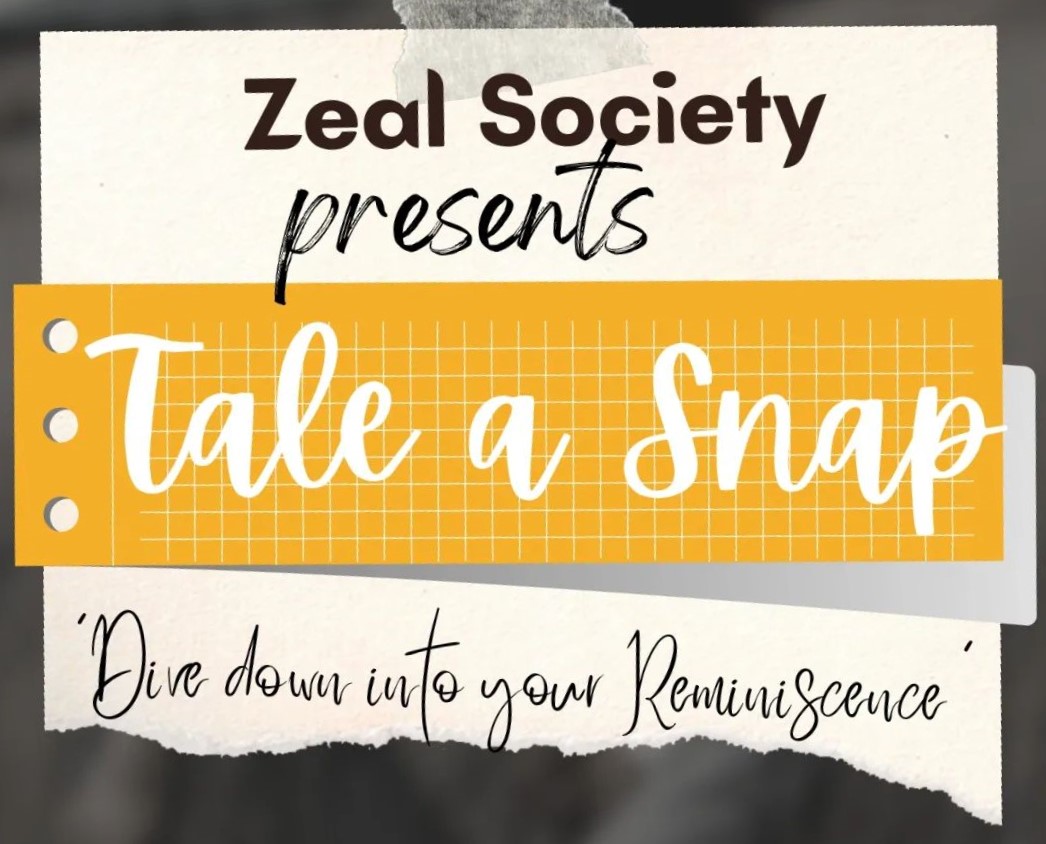 Zeal Society
presents
Tale a Snap
'Dive down into your Reminiscence'